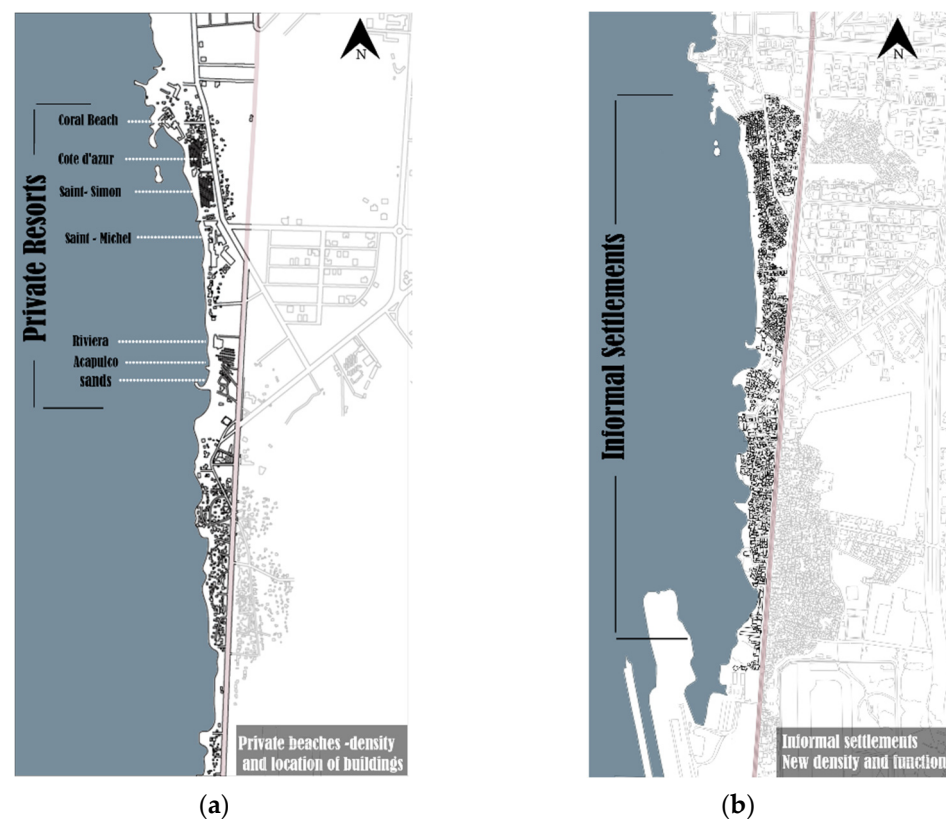 N
Coral Beach
Cote d'azur
Saint- Simon
Saint - Michel
Riviera
Acapulco
sands
Private Resorts
Private beaches -density
and location of buildings
(a)
N
Informal Settlements
Informal settlements
New density and function
(b)